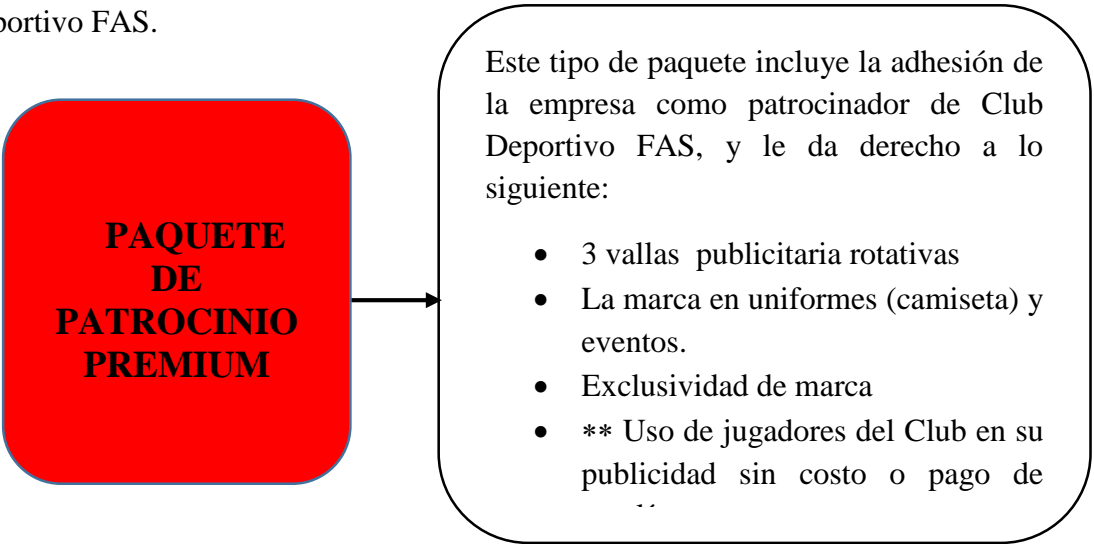 portivo FAS.
PAQUETE
DE
PATROCINIO
PREMIUM
Este tipo de paquete incluye la adhesión de
la empresa como patrocinador de Club
Deportivo FAS, y le da derecho a lo
siguiente:
• 3 vallas publicitaria rotativas
• La marca en uniformes (camiseta) y
eventos.
• Exclusividad de marca
• ** Uso de jugadores del Club en su
publicidad sin costo o pago de